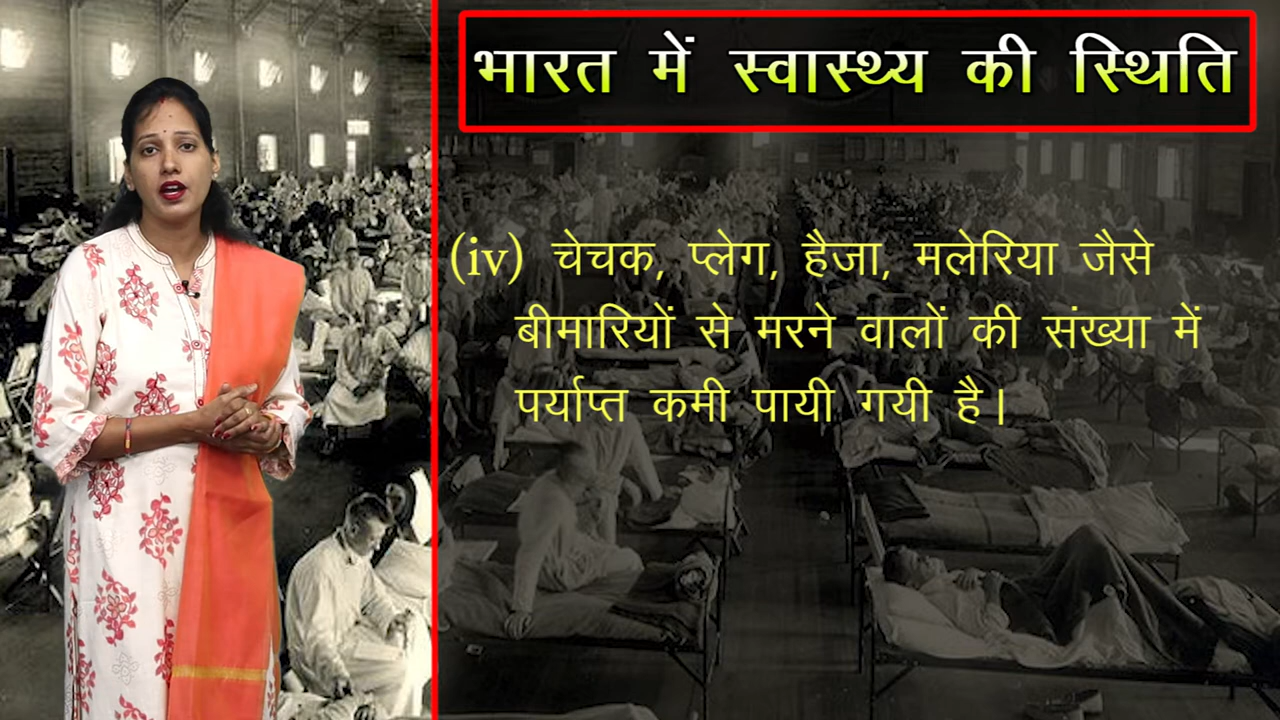 भारत में स्वास्थ्य की स्थिति
(iv) चेचक, प्लेग, हैजा, मलेरिया जैसे
बीमारियों से मरने वालों की संख्या में
पर्याप्त कमी पायी गयी है।